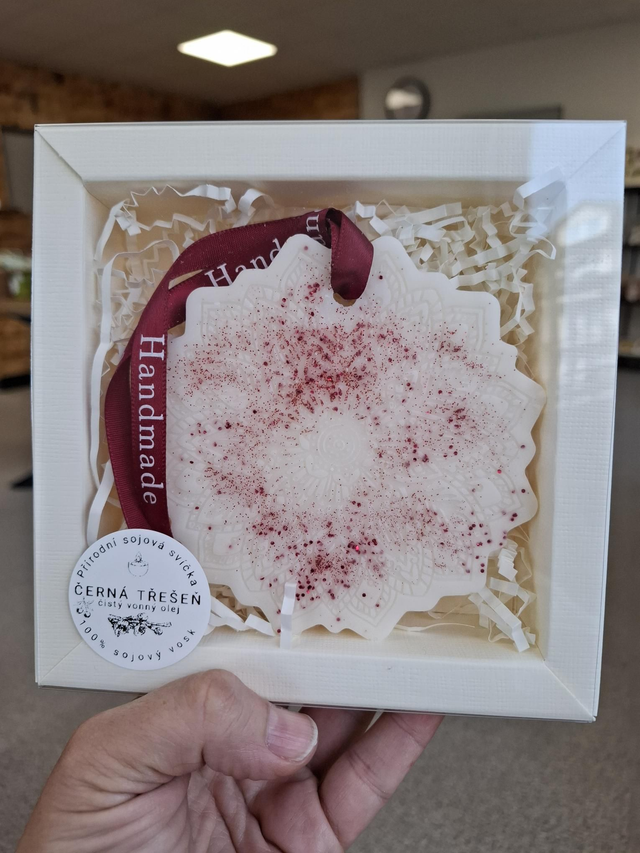 Handmade
Handmade
Přírodní sojová svíčka
ČERNÁ TŘEŠEŇ
čistý vonný olej
100% sojový vosk